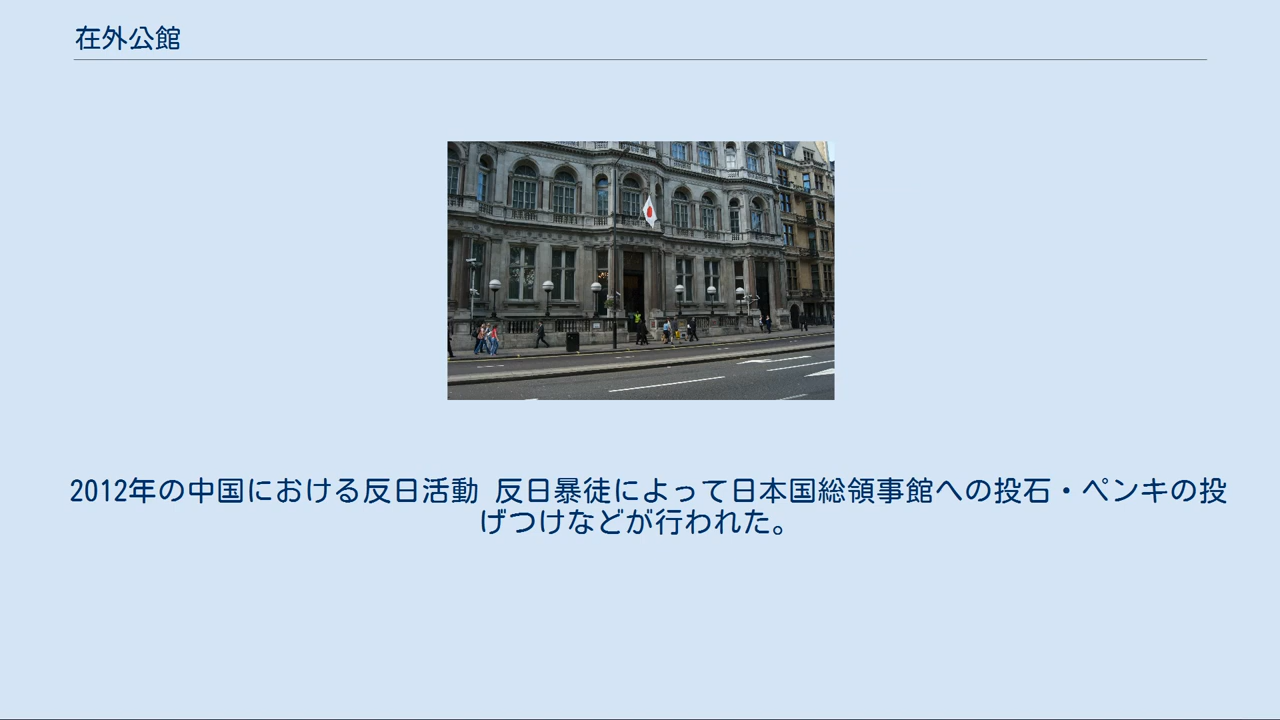 在外公館
2012年の中国における反日活動 反日暴徒によって日本国総領事館への投石・ペンキの投
げつけなどが行われた。